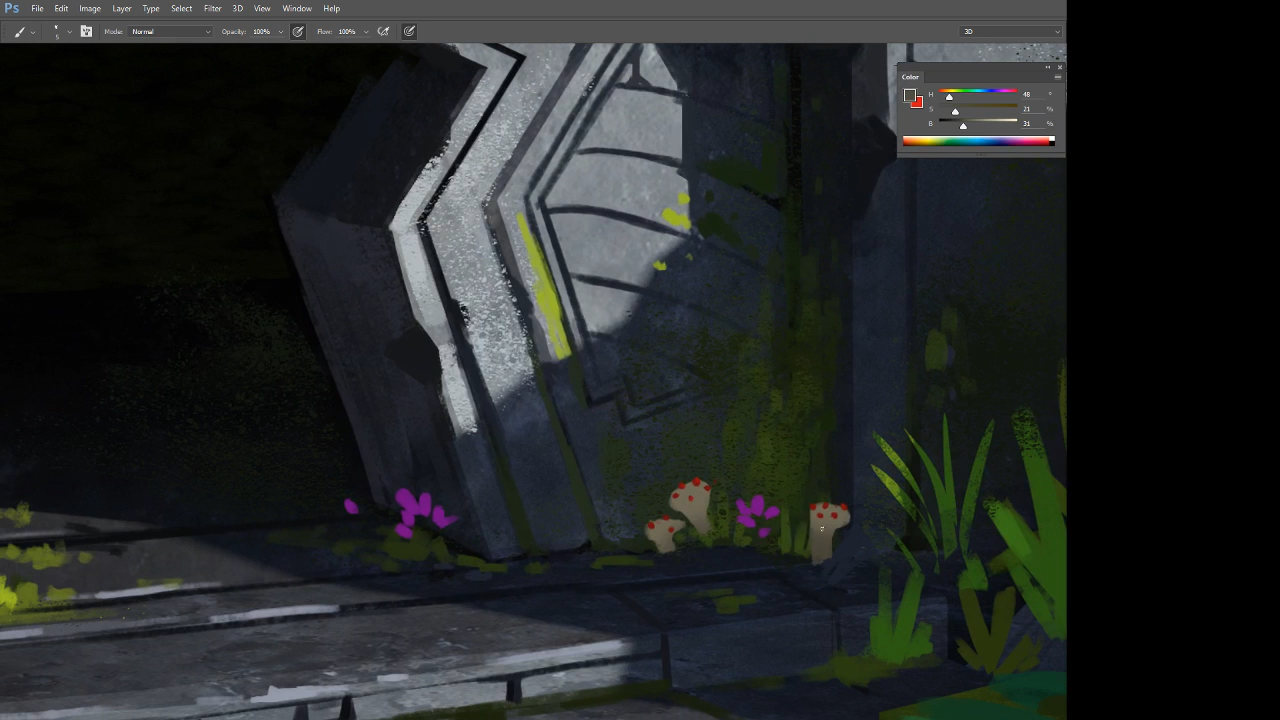 Ps File Edit Image Layer Type Select Filter 3D View Window Help
5 Mode: Normal Opacity: 100% Flow: 100% 3D
Color
H 48 °
S 21 %
B 31 %